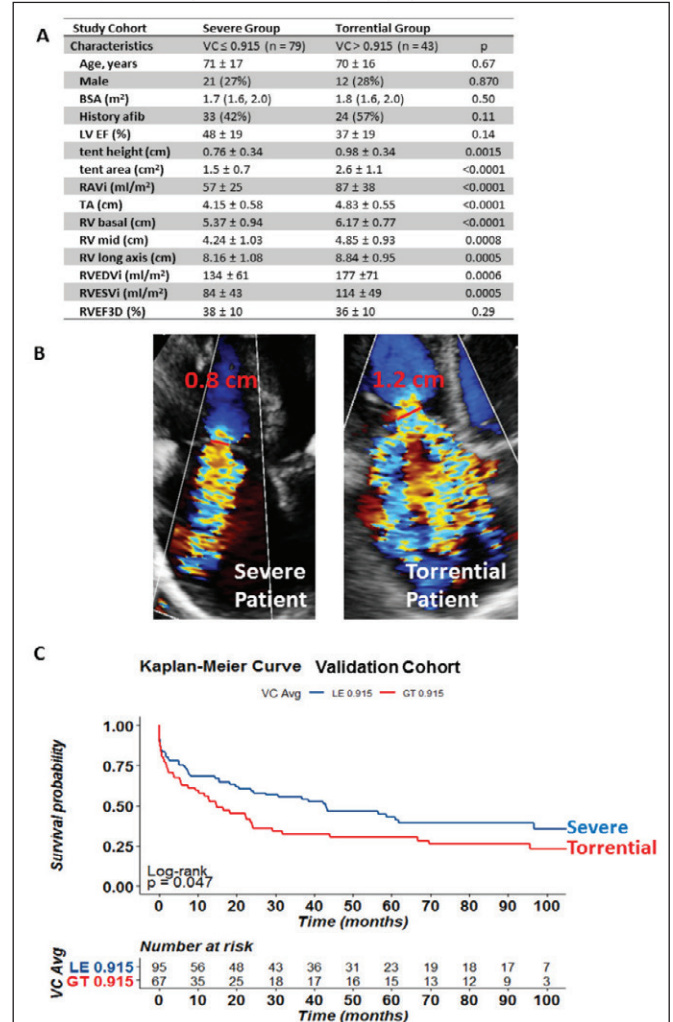 A
Study Cohort Severe Group Torrential Group
Characteristics VC ≤ 0.915 (n = 79) VC > 0.915 (n = 43) p
Age, years 71 ± 17 70 ± 16 0.67
Male 21 (27%) 12 (28%) 0.870
BSA (m²) 1.7 (1.6, 2.0) 1.8 (1.6, 2.0) 0.50
History afib 33 (42%) 24 (57%) 0.11
LV EF (%) 48 ± 19 37 ± 19 0.14
tent height (cm) 0.76 ± 0.34 0.98 ± 0.34 0.0015
tent area (cm²) 1.5 ± 0.7 2.6 ± 1.1 <0.0001
RAVi (ml/m²) 57 ± 25 87 ± 38 <0.0001
TA (cm) 4.15 ± 0.58 4.83 ± 0.55 <0.0001
RV basal (cm) 5.37 ± 0.94 6.17 ± 0.77 <0.0001
RV mid (cm) 4.24 ± 1.03 4.85 ± 0.93 0.0008
RV long axis (cm) 8.16 ± 1.08 8.84 ± 0.95 0.0005
RVEDVi (ml/m²) 134 ± 61 177 ±71 0.0006
RVESVi (ml/m²) 84 ± 43 114 ± 49 0.0005
RVEF3D (%) 38 ± 10 36 ± 10 0.29
B
0.8 cm
Severe
Patient
1.2 cm
Torrential
Patient
C
Kaplan-Meier Curve Validation Cohort
VC Avg LE 0.915 GT 0.915
Survival probability
1.00
0.75
0.50
0.25
0.00
Severe
Torrential
Log-rank
p = 0.047
0 10 20 30 40 50 60 70 80 90 100
Time (months)
Number at risk
VC Avg
LE 0.915 95 56 48 43 36 31 23 19 18 17 7
GT 0.915 67 35 25 18 17 16 15 13 12 9 3
0 10 20 30 40 50 60 70 80 90 100
Time (months)